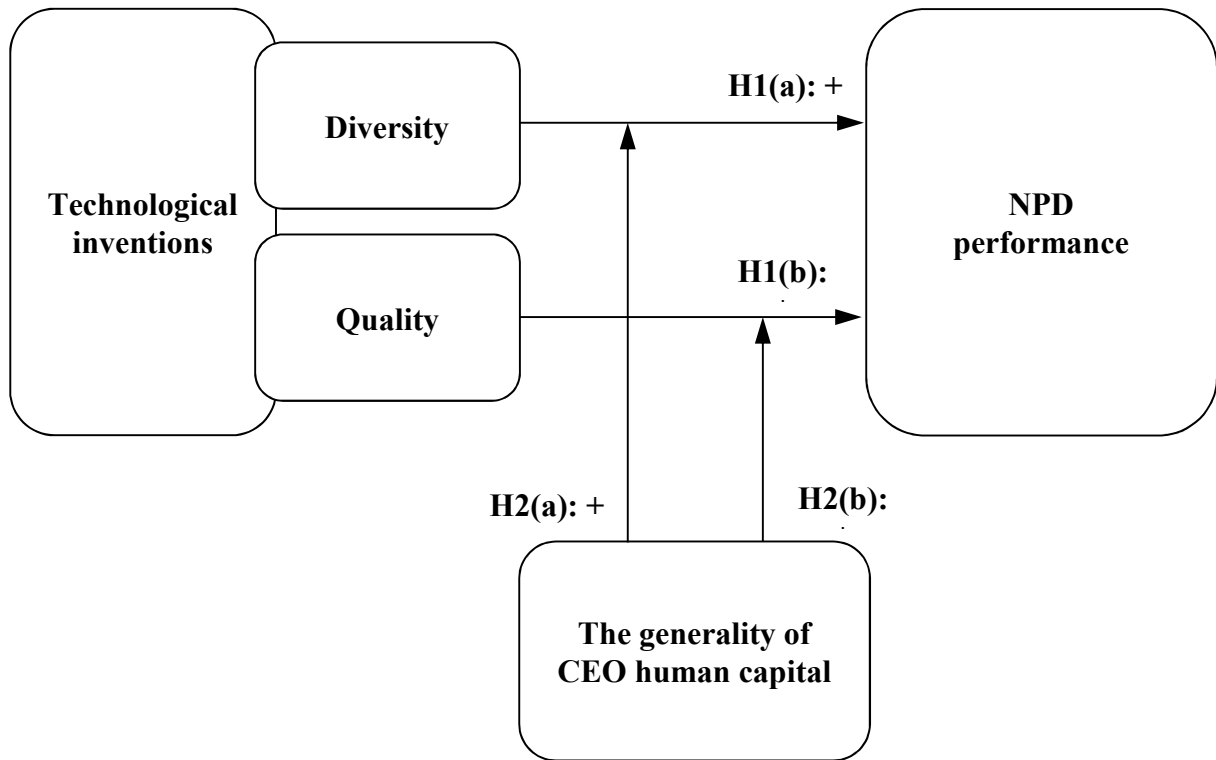 H1(a): +
Diversity
Technological
inventions
NPD
performance
H1(b):
Quality
H2(a): +
H2(b):
The generality of
CEO human capital